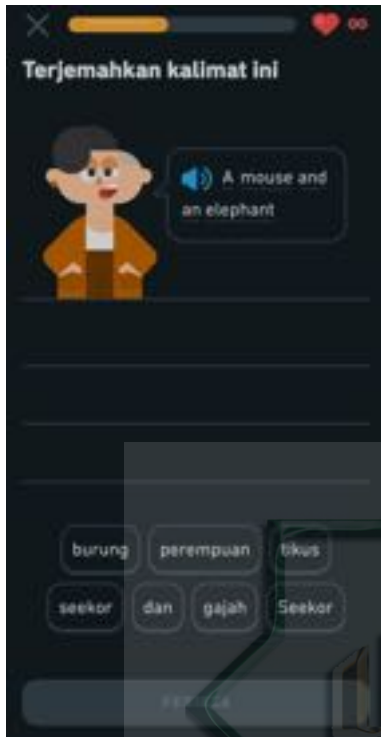 ∞
Terjemahkan kalimat ini
A mouse and
an elephant
burung perempuan tikus
seekor dan gajah Seekor